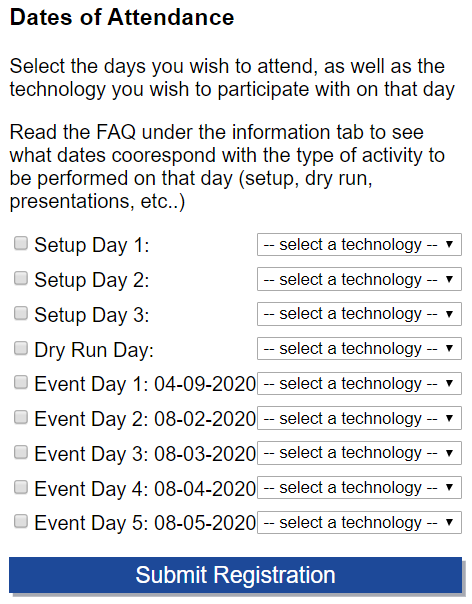 Dates of Attendance
Select the days you wish to attend, as well as the
technology you wish to participate with on that day
Read the FAQ under the information tab to see
what dates coorespond with the type of activity to
be performed on that day (setup, dry run,
presentations, etc..)
Setup Day 1: -- select a technology --
Setup Day 2: -- select a technology --
Setup Day 3: -- select a technology --
Dry Run Day: -- select a technology --
Event Day 1: 04-09-2020 -- select a technology --
Event Day 2: 08-02-2020 -- select a technology --
Event Day 3: 08-03-2020 -- select a technology --
Event Day 4: 08-04-2020 -- select a technology --
Event Day 5: 08-05-2020 -- select a technology --
Submit Registration